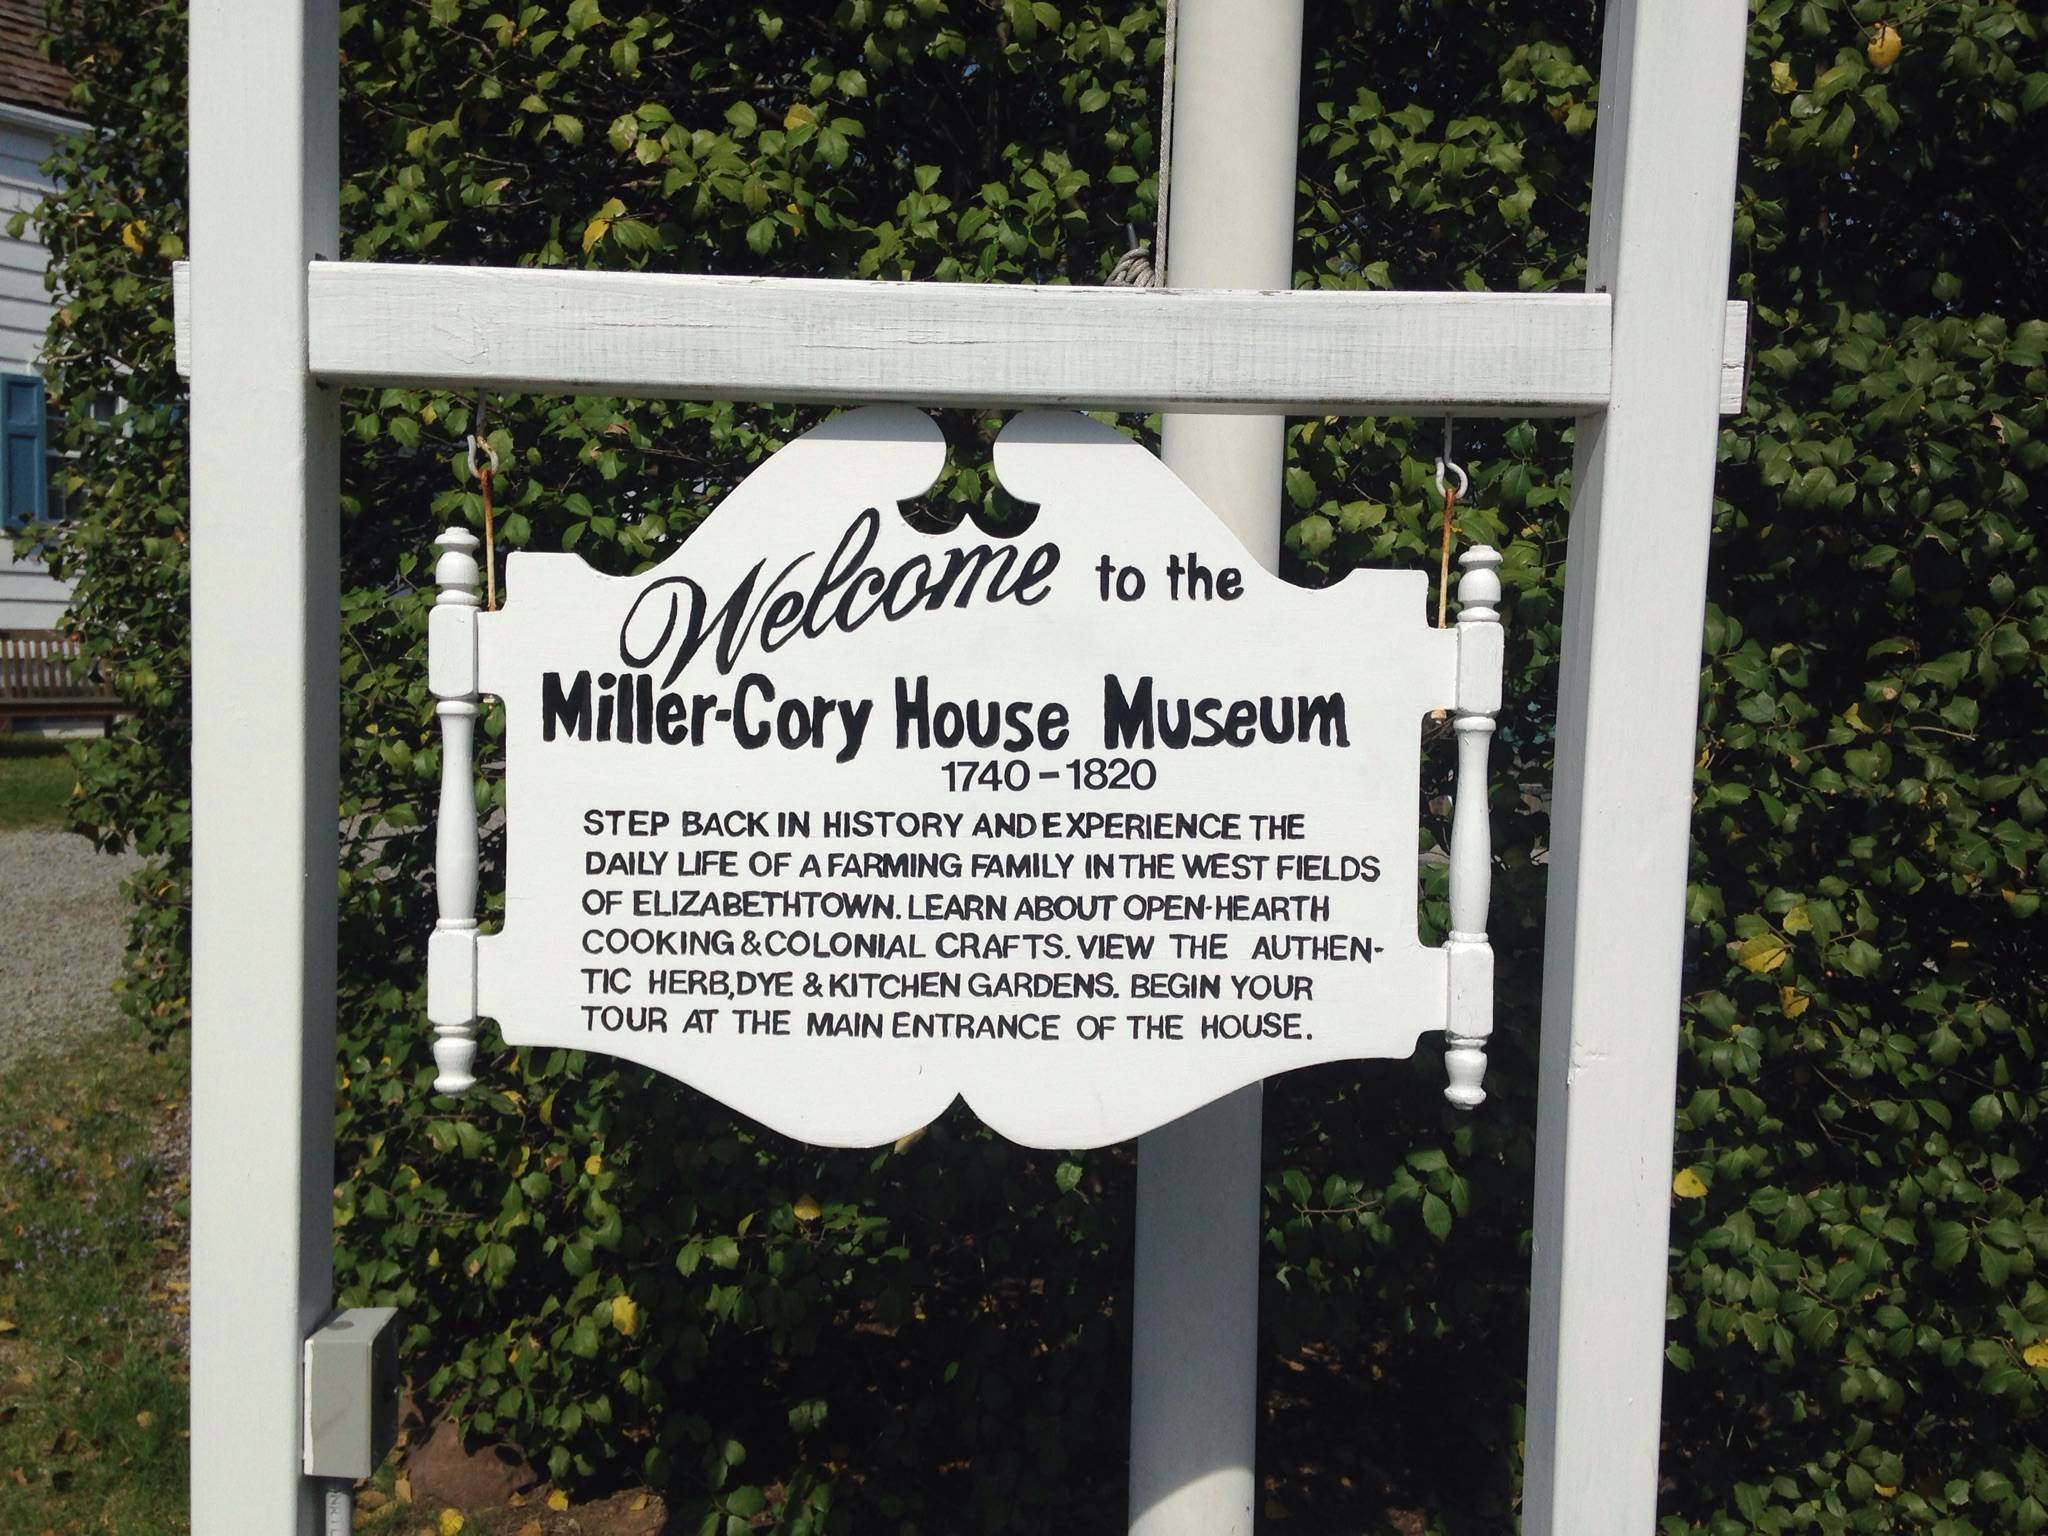 Welcome to the
Miller-Cory House Museum
1740-1820
STEP BACK IN HISTORY AND EXPERIENCE THE
DAILY LIFE OF A FARMING FAMILY IN THE WEST FIELDS
OF ELIZABETHTOWN. LEARN ABOUT OPEN-HEARTH
COOKING & COLONIAL CRAFTS. VIEW THE AUTHEN-
TIC HERB, DYE & KITCHEN GARDENS. BEGIN YOUR
TOUR AT THE MAIN ENTRANCE OF THE HOUSE.